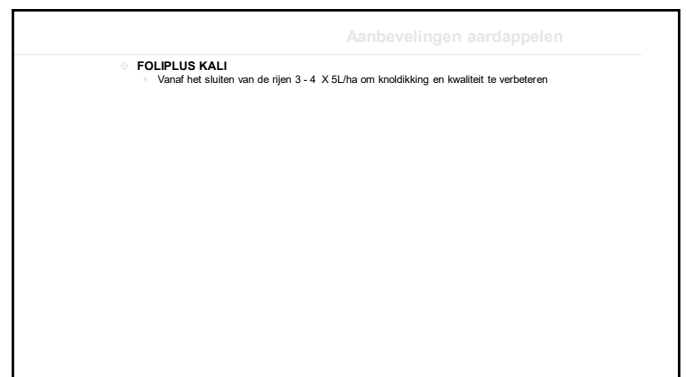 Aanbevelingen aardappelen
FOLIPLUS KALI
Vanaf het sluiten van de rijen 3 - 4 X 5L/ha om knoldikking en kwaliteit te verbeteren